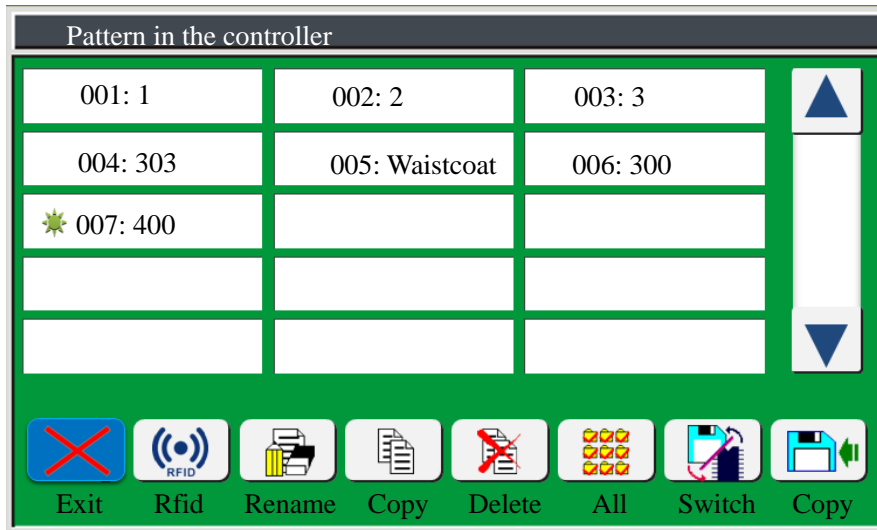 Pattern in the controller
001: 1 002: 2 003: 3
004: 303 005: Waistcoat 006: 300
007: 400
RFID
Exit Rfid Rename Copy Delete All Switch Copy